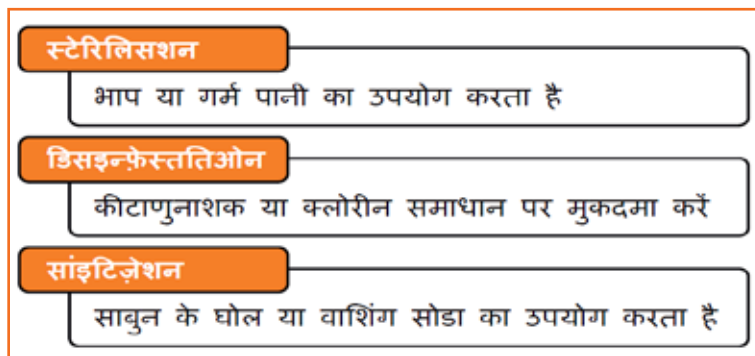 स्टेरिलिसशन
भाप या गर्म पानी का उपयोग करता है
डिसइन्फ़ेस्ततिओन
कीटाणुनाशक या क्लोरीन समाधान पर मुकदमा करें
सांइटिज़ेशन
साबुन के घोल या वाशिंग सोडा का उपयोग करता है